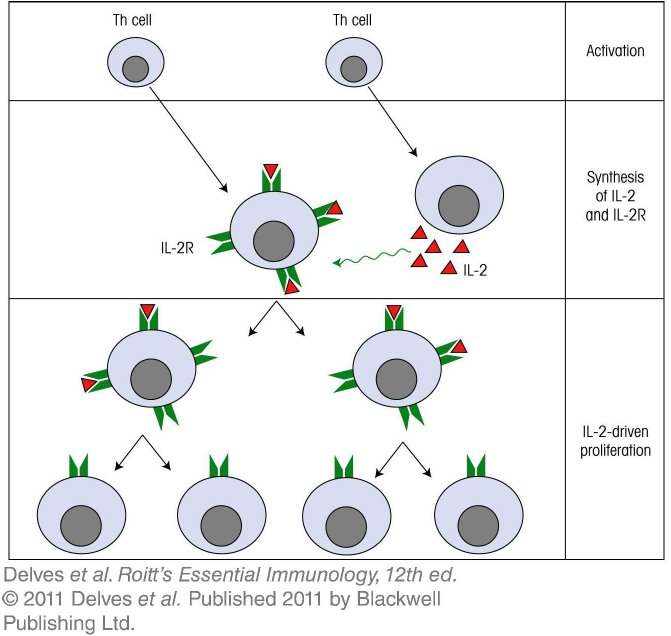 Th cell
Th cell
Activation
Synthesis
of IL-2
and IL-2R
IL-2R
IL-2
IL-2-driven
proliferation
Delves et al. Roitt's Essential Immunology, 12th ed.
© 2011 Delves et al. Published 2011 by Blackwell
Publishing Ltd.